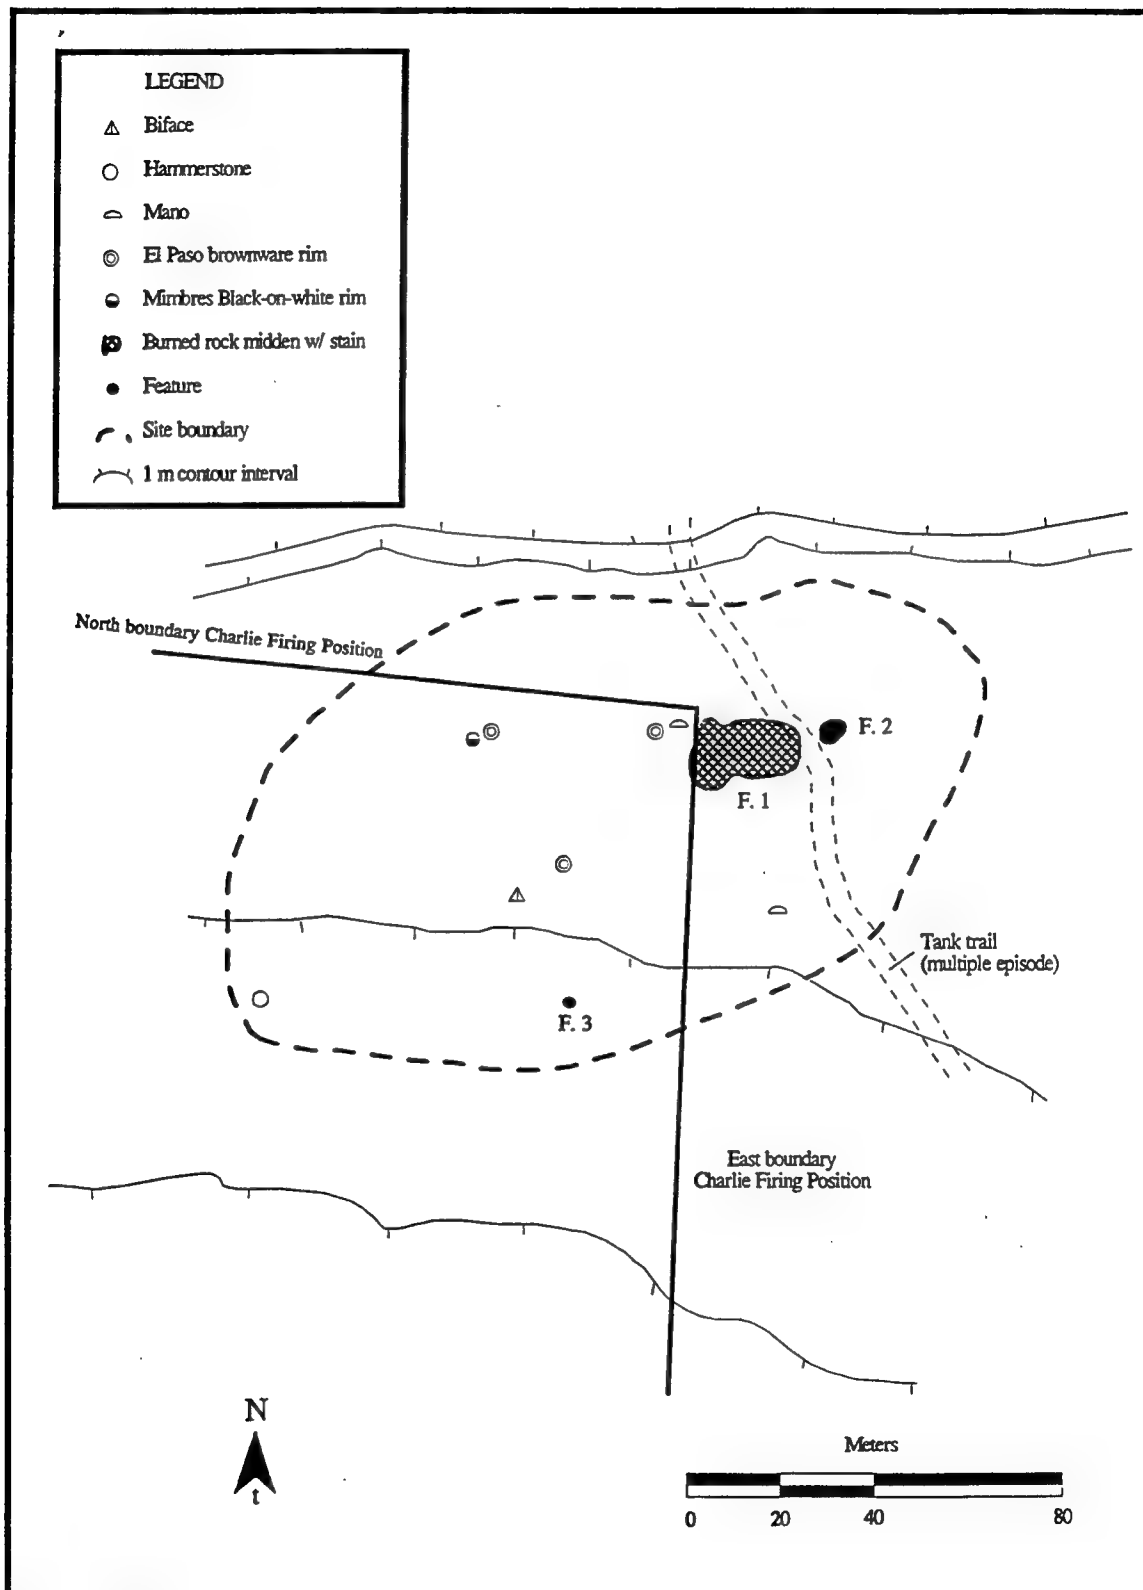 LEGEND
Biface
Hammerstone
Mano
El Paso brownware rim
Mimbres Black-on-white rim
Burned rock midden w/ stain
Feature
Site boundary
1 m contour interval
North boundary Charlie Firing Position
F. 2
F. 1
Tank trail
(multiple episode)
F. 3
East boundary
Charlie Firing Position
N
t
Meters
0 20 40 80